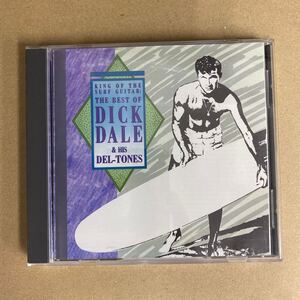 KING OF THE
SURF GUITAR:
THE BEST OF
DICK
DALE
& HIS
DEL-TONES